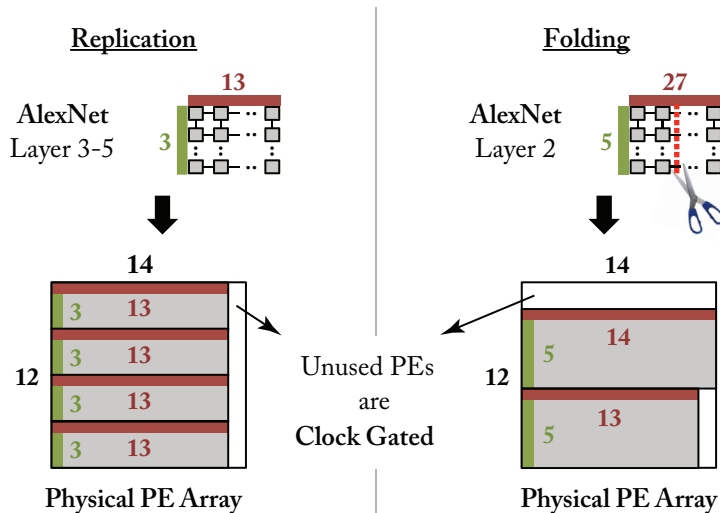 Replication
13
AlexNet
Layer 3-5
3
14
12
3 13
3 13
3 13
3 13
Physical PE Array
Unused PEs
are
Clock Gated
Folding
27
AlexNet
Layer 2
5
14
12
14
5
13
5
Physical PE Array